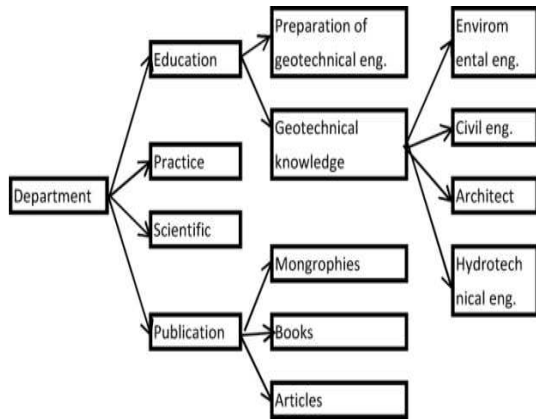 Department
Education
Practice
Scientific
Publication
Preparation of
geotechnical eng.
Geotechnical
knowledge
Mongrophies
Books
Articles
Envirom
ental eng.
Civil eng.
Architect
Hydrotech
nical eng.